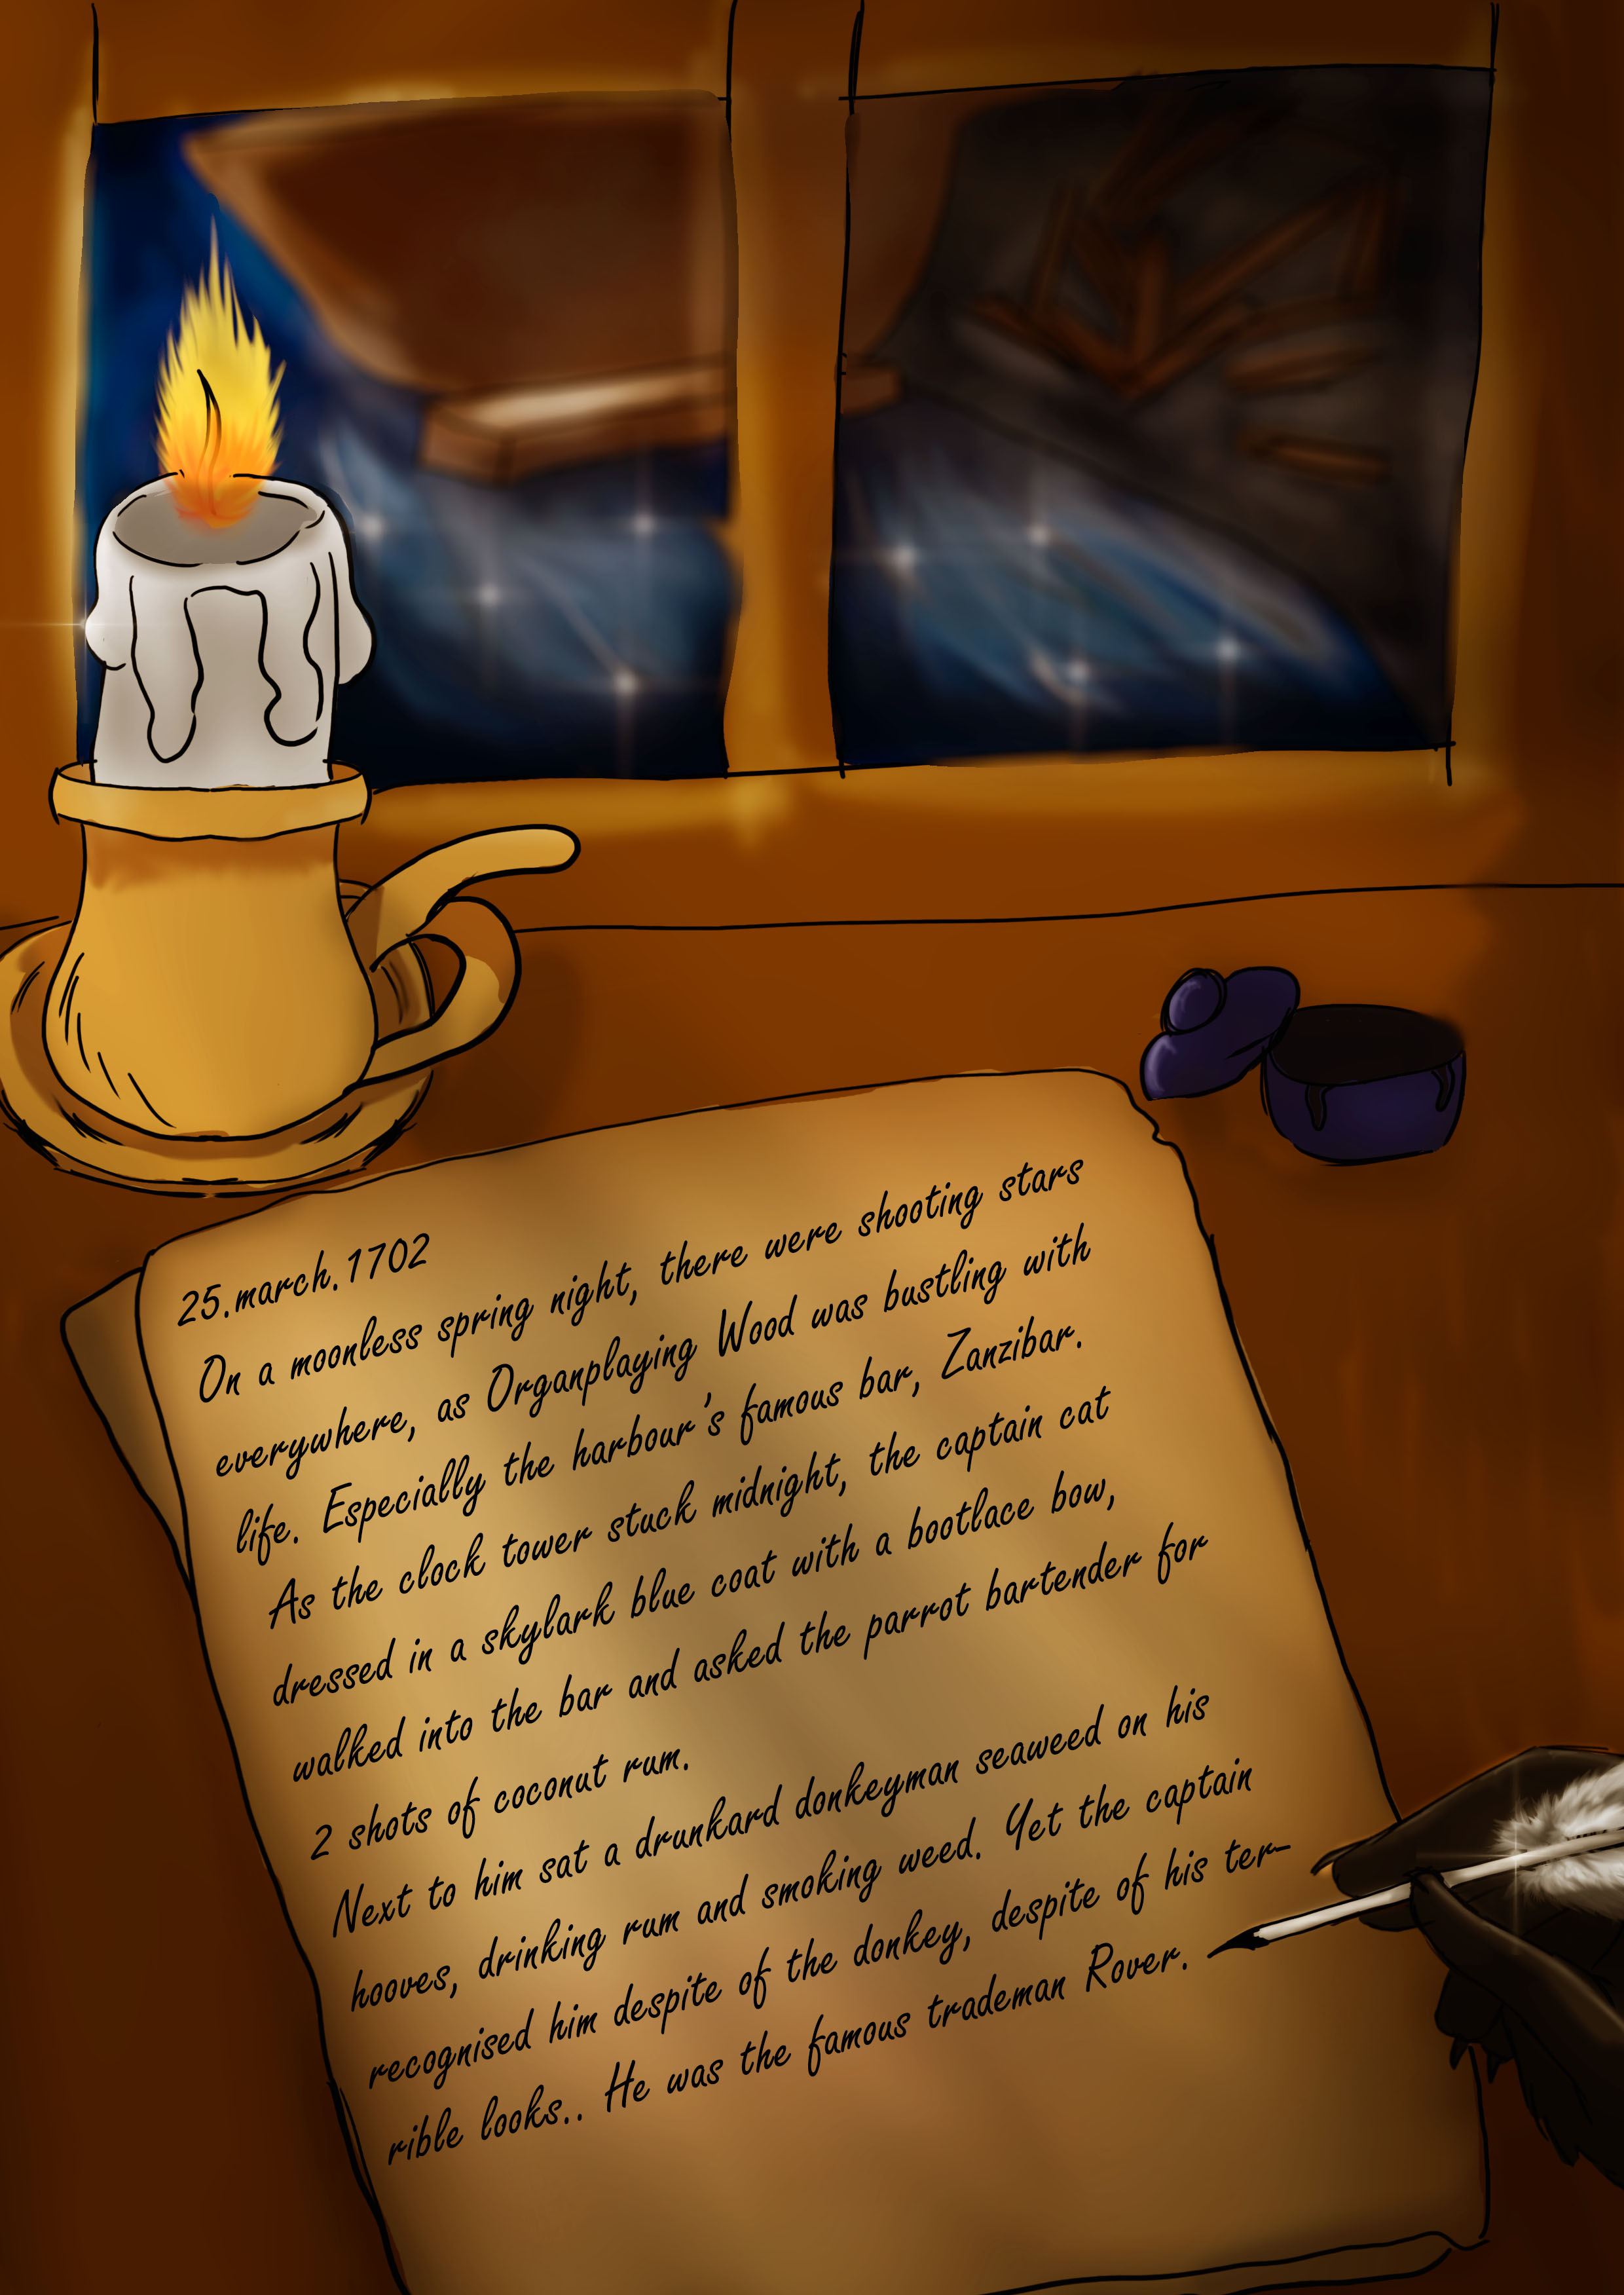 25.march.1702
On a moonless spring night, there were shooting stars
everywhere, as Organplaying Wood was bustling with
life. Especially the harbour's famous bar, Zanzibar.
As the clock tower stuck midnight, the captain cat
dressed in a skylark blue coat with a bootlace bow,
walked into the bar and asked the parrot bartender for
2 shots of coconut rum.
Next to him sat a drunkard donkeyman seaweed on his
hooves, drinking rum and smoking weed. Yet the captain
recognised him despite of the donkey, despite of his ter-
rible looks.. He was the famous trademan Rover.